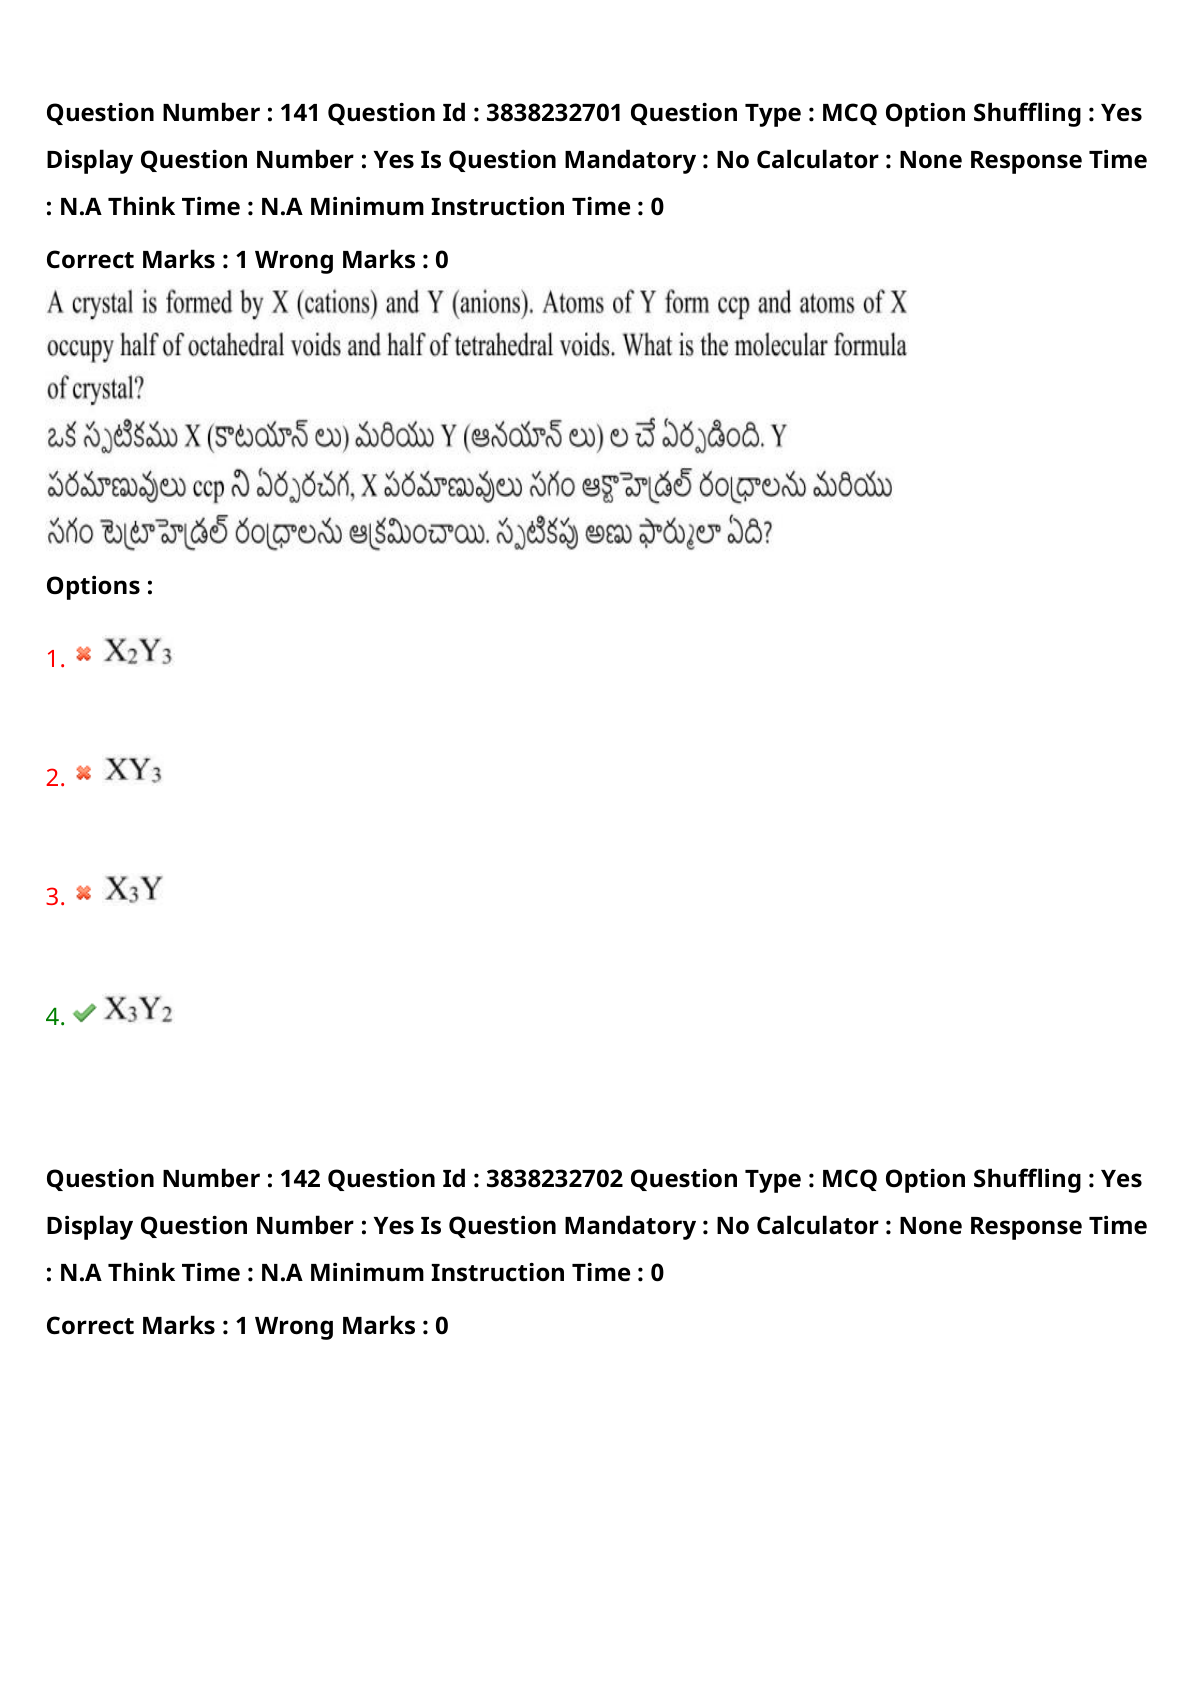 Question Number : 141 Question Id : 3838232701 Question Type : MCQ Option Shuffling : Yes
Display Question Number : Yes Is Question Mandatory : No Calculator : None Response Time
: N.A Think Time : N.A Minimum Instruction Time : 0
Correct Marks : 1 Wrong Marks : 0
A crystal is formed by X (cations) and Y (anions). Atoms of Y form ccp and atoms of X
occupy half of octahedral voids and half of tetrahedral voids. What is the molecular formula
of crystal?
ఒక స్పటికము X (కాటయాన్ లు) మరియు Y (ఆనయాన్ లు) ల చే ఏర్పడింది. Y
పరమాణువులు ccp ని ఏర్పరచగ, X పరమాణువులు సగం ఆక్టాహెడ్రల్ రంధ్రాలను మరియు
సగం టెట్రాహెడ్రల్ రంధ్రాలను ఆక్రమించాయి. స్పటికపు అణు ఫార్ములా ఏది?
Options :
1. X₂Y₃
2. XY₃
3. X₃Y
4. X₃Y₂
Question Number : 142 Question Id : 3838232702 Question Type : MCQ Option Shuffling : Yes
Display Question Number : Yes Is Question Mandatory : No Calculator : None Response Time
: N.A Think Time : N.A Minimum Instruction Time : 0
Correct Marks : 1 Wrong Marks : 0